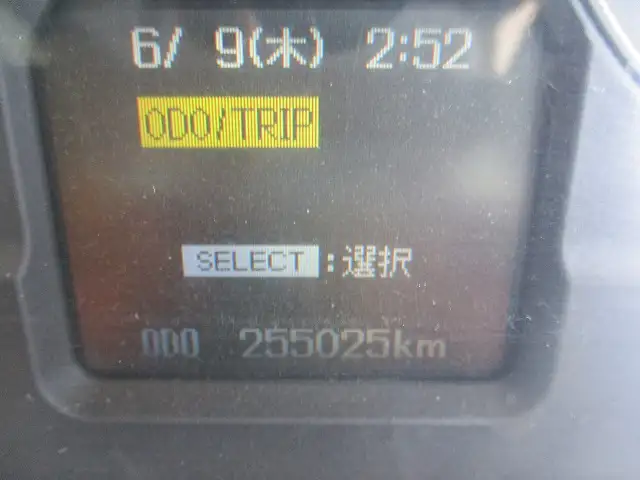 6/ 9(木) 2:52
ODO/TRIP
SELECT:選択
ODO 255025km